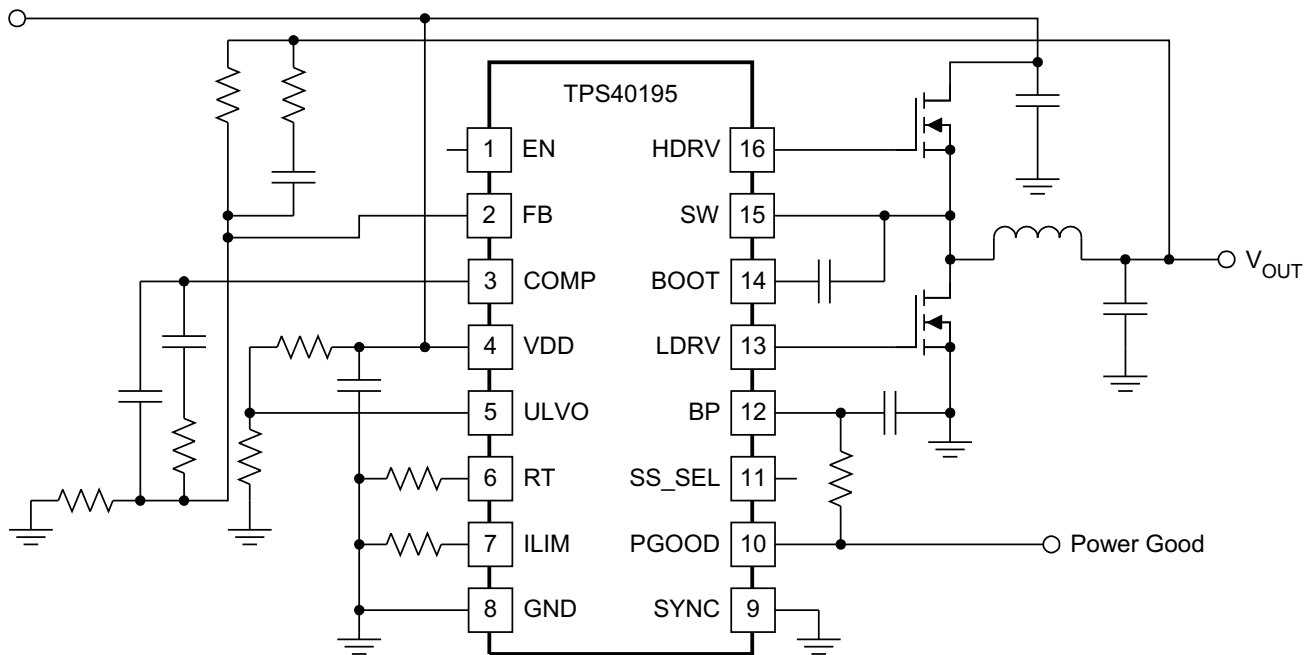 TPS40195
1 EN
HDRV 16
2 FB
SW 15
3 COMP
BOOT 14
4 VDD
LDRV 13
5 ULVO
BP 12
6 RT
SS_SEL 11
7 ILIM
PGOOD 10
8 GND
SYNC 9
VOUT
Power Good